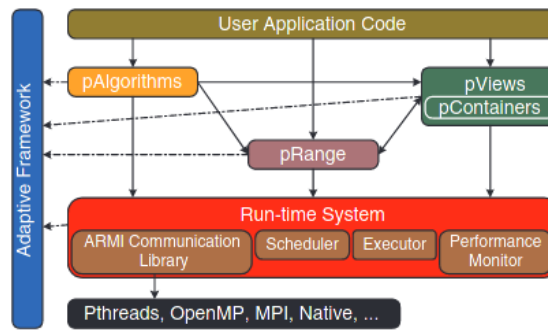 User Application Code
Adaptive Framework
pAlgorithms
pViews
pContainers
pRange
Run-time System
ARMI Communication
Library
Scheduler
Executor
Performance
Monitor
Pthreads, OpenMP, MPI, Native, ...